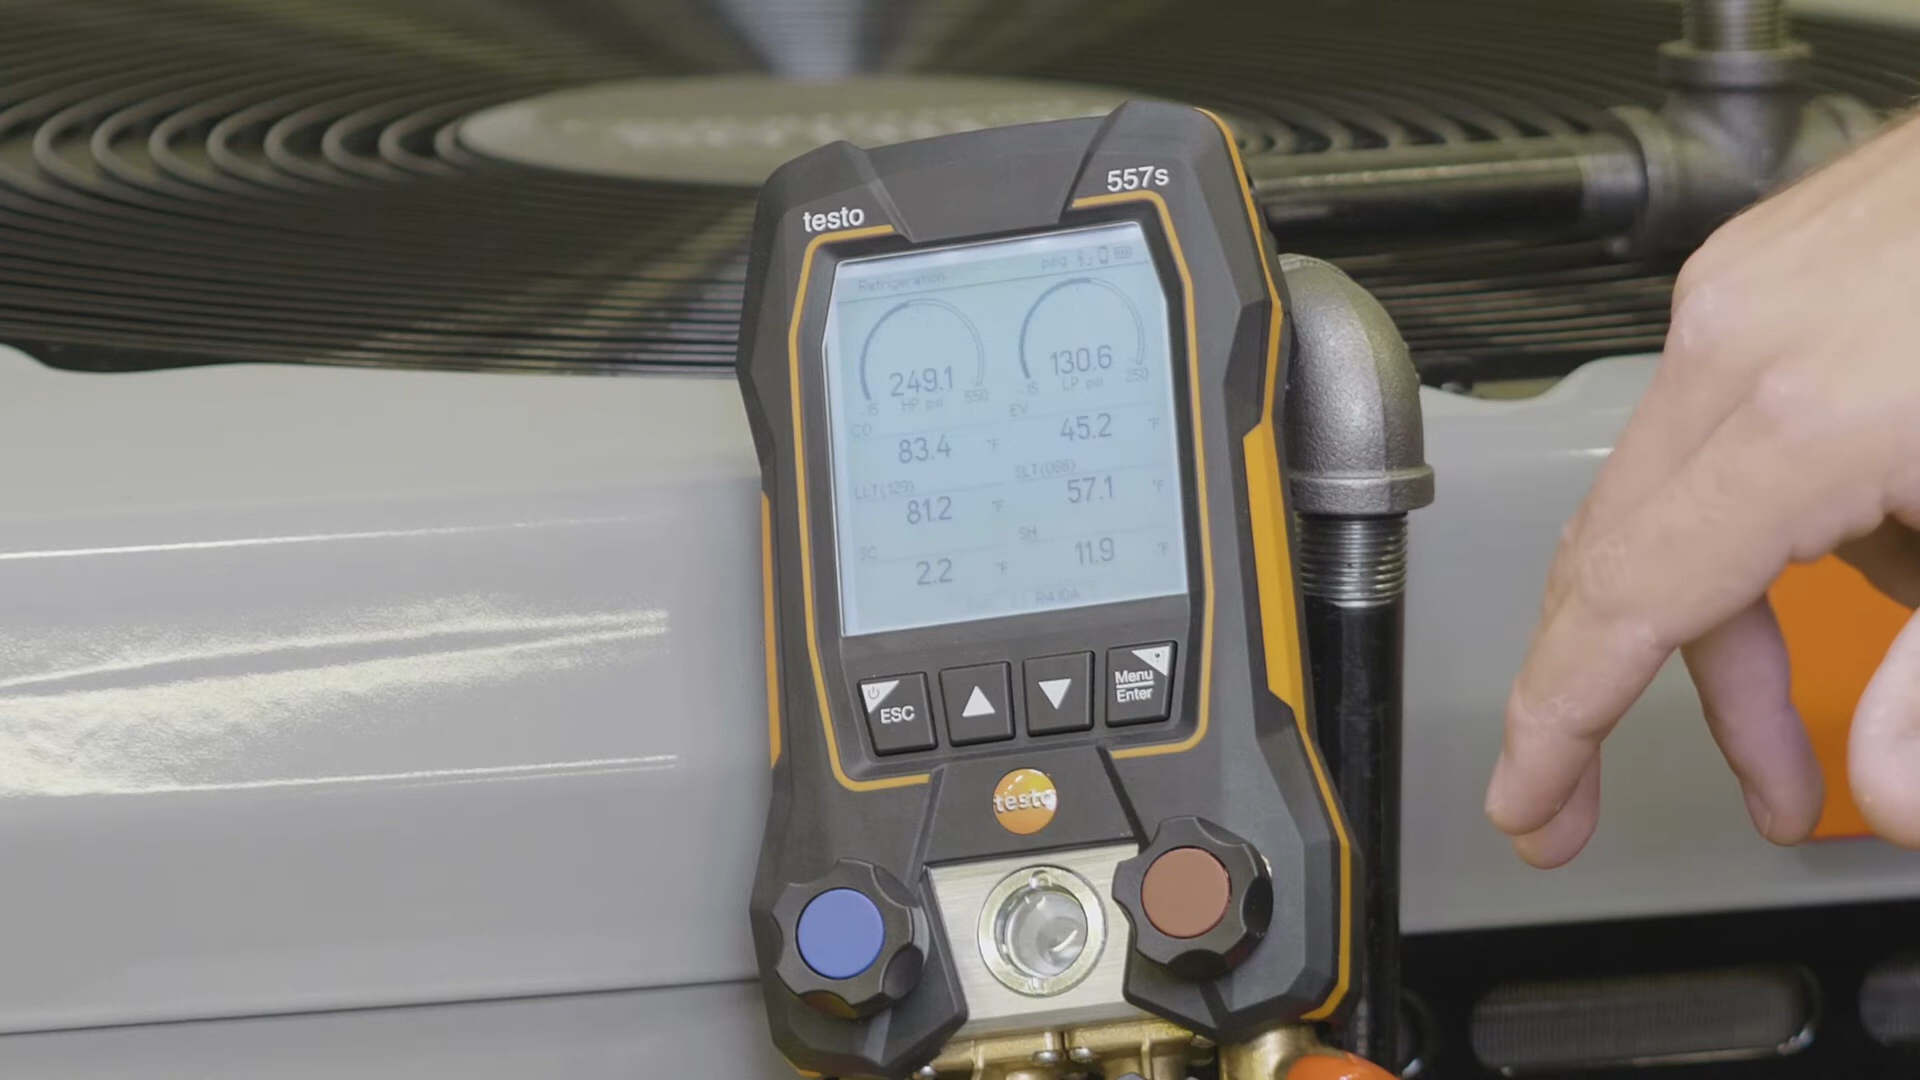 testo
557s
Refrigeration
249.1
-15 HP psi 550
130.6
-15 LP psi 250
CO
83.4 °F
EV
45.2 °F
LLT(129)
81.2 °F
SLT(098)
57.1 °F
SC
2.2 °F
SH
11.9 °F
R410A
ESC
Menu
Enter
testo